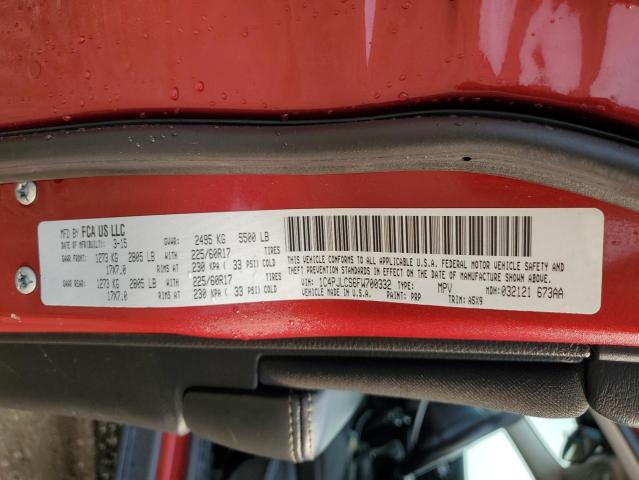 MFD BY FCA US LLC
DATE OF MFR(BUILT): 3-15 GVWR: 2495 KG 5500 LB
GAWR FRONT: 1273 KG 2805 LB WITH 225/60R17 TIRES
17X7.0 RIMS AT 230 KPA ( 33 PSI) COLD
GAWR REAR: 1273 KG 2805 LB WITH 225/60R17 TIRES
17X7.0 RIMS AT 230 KPA ( 33 PSI) COLD
THIS VEHICLE CONFORMS TO ALL APPLICABLE U.S.A. FEDERAL MOTOR VEHICLE SAFETY AND
THEFT PREVENTION STANDARDS IN EFFECT ON THE DATE OF MANUFACTURE SHOWN ABOVE.
VIN: 1C4PJLCS6FW700332 TYPE: MPV MDH: 032121 673AA
VEHICLE MADE IN U.S.A. PAINT: PRP TRIM: A5X9